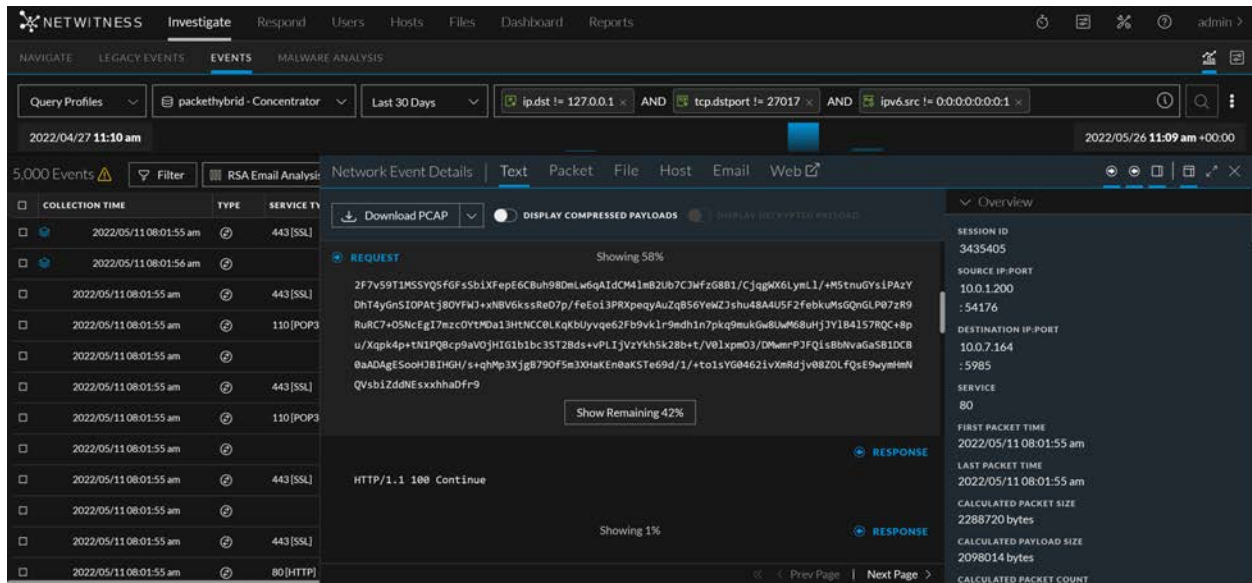 NETWITNESS Investigate Respond Users Hosts Files Dashboard Reports admin >
NAVIGATE LEGACY EVENTS EVENTS MALWARE ANALYSIS
Query Profiles packethybrid - Concentrator Last 30 Days ip.dst != 127.0.0.1 × AND tcp.dstport != 27017 × AND ipv6.src != 0:0:0:0:0:0:0:1 ×
2022/04/27 11:10 am 2022/05/26 11:09 am +00:00
5,000 Events Filter RSA Email Analysis Network Event Details Text Packet File Host Email Web
COLLECTION TIME TYPE SERVICE TY
Download PCAP DISPLAY COMPRESSED PAYLOADS DISPLAY DECRYPTED PAYLOAD
Overview
2022/05/11 08:01:55 am 443 [SSL]
2022/05/11 08:01:56 am
2022/05/11 08:01:55 am 443 [SSL]
2022/05/11 08:01:55 am 110 [POP3
2022/05/11 08:01:55 am
2022/05/11 08:01:55 am 443 [SSL]
2022/05/11 08:01:55 am 110 [POP3
2022/05/11 08:01:55 am
2022/05/11 08:01:55 am 443 [SSL]
2022/05/11 08:01:55 am
2022/05/11 08:01:55 am 443 [SSL]
2022/05/11 08:01:55 am 80 [HTTP]
REQUEST Showing 58%
QVsbiZddNEsxxhhaDfr9
Show Remaining 42%
RESPONSE
HTTP/1.1 100 Continue
Showing 1% RESPONSE
Prev Page | Next Page >
SESSION ID
3435405
SOURCE IP:PORT
10.0.1.200
: 54176
DESTINATION IP:PORT
10.0.7.164
: 5985
SERVICE
80
FIRST PACKET TIME
2022/05/11 08:01:55 am
LAST PACKET TIME
2022/05/11 08:01:55 am
CALCULATED PACKET SIZE
2288720 bytes
CALCULATED PAYLOAD SIZE
2098014 bytes
CALCULATED PACKET COUNT